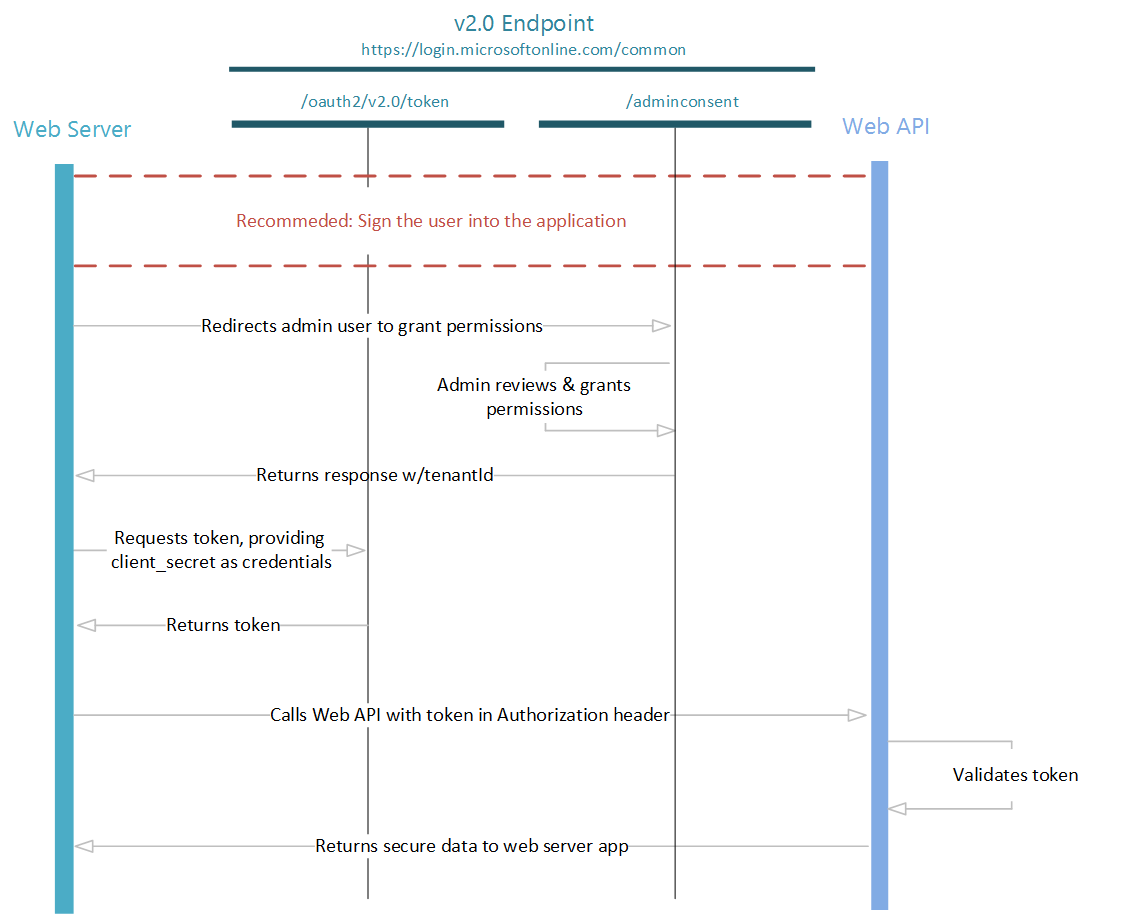 v2.0 Endpoint
https://login.microsoftonline.com/common
/oauth2/v2.0/token
/adminconsent
Web Server
Web API
Recommeded: Sign the user into the application
Redirects admin user to grant permissions
Admin reviews & grants
permissions
Returns response w/tenantId
Requests token, providing
client_secret as credentials
Returns token
Calls Web API with token in Authorization header
Validates token
Returns secure data to web server app